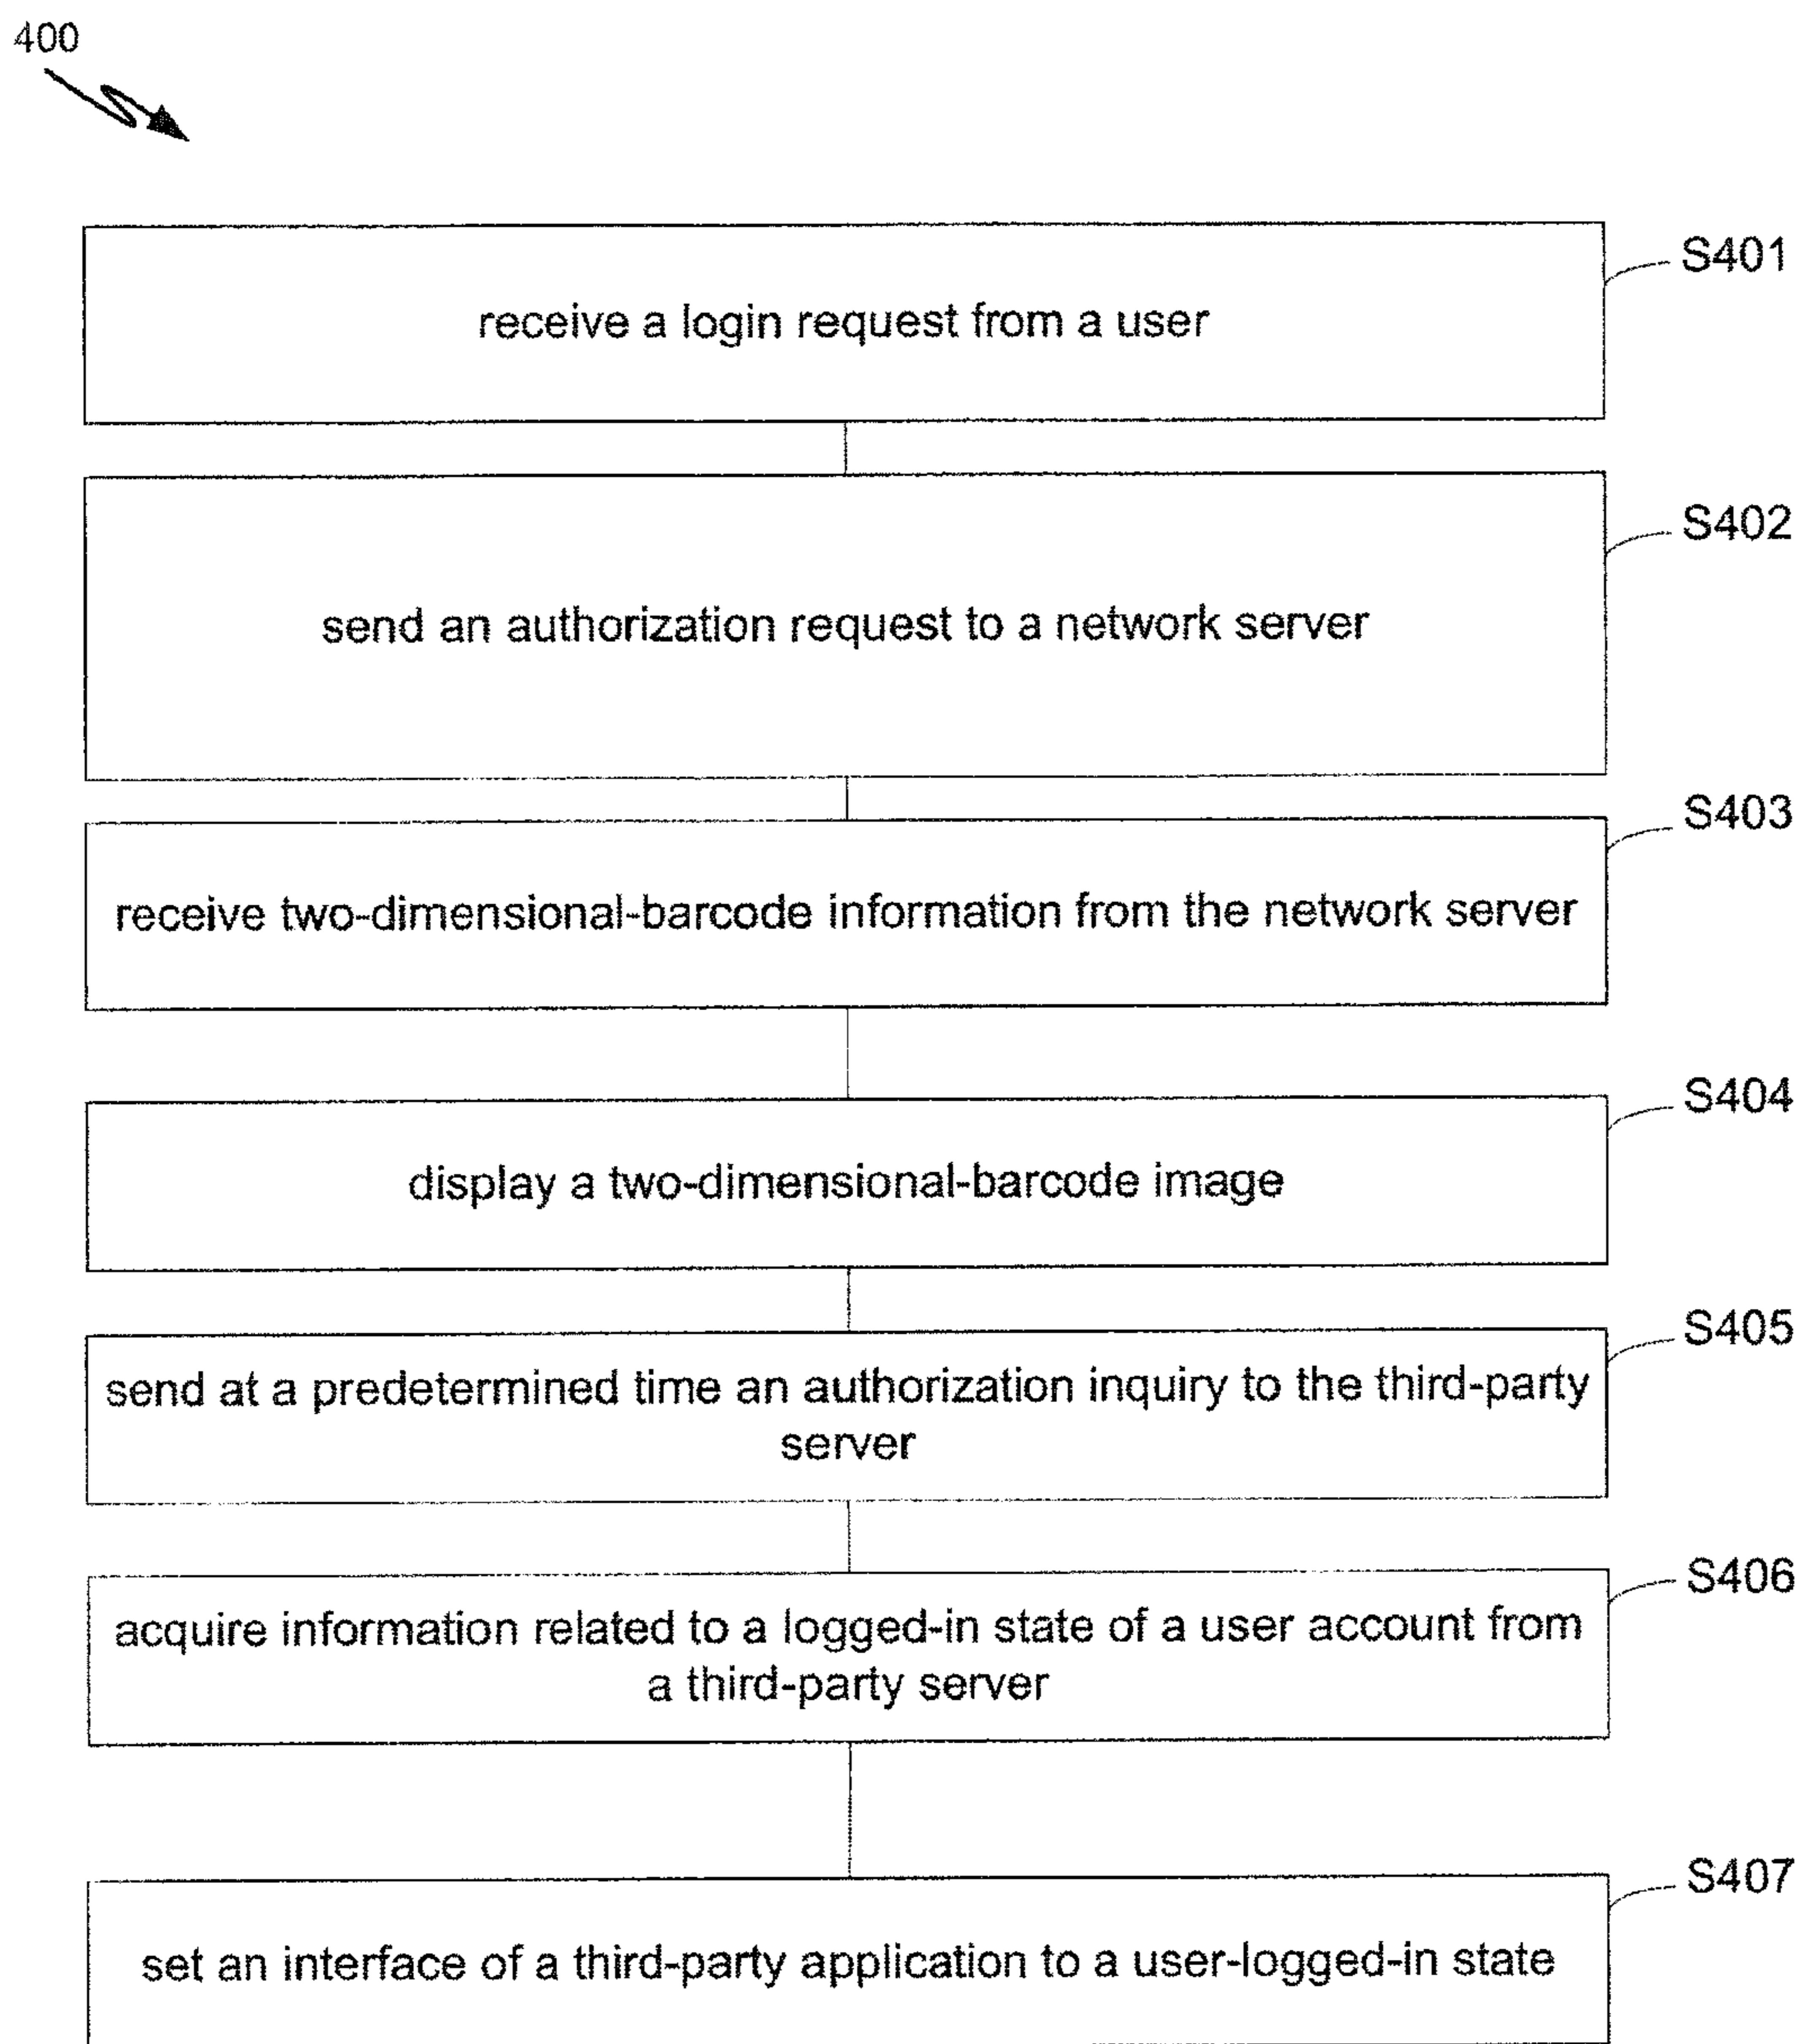 400
S401
receive a login request from a user
S402
send an authorization request to a network server
S403
receive two-dimensional-barcode information from the network server
S404
display a two-dimensional-barcode image
S405
send at a predetermined time an authorization inquiry to the third-party
server
S406
acquire information related to a logged-in state of a user account from
a third-party server
S407
set an interface of a third-party application to a user-logged-in state